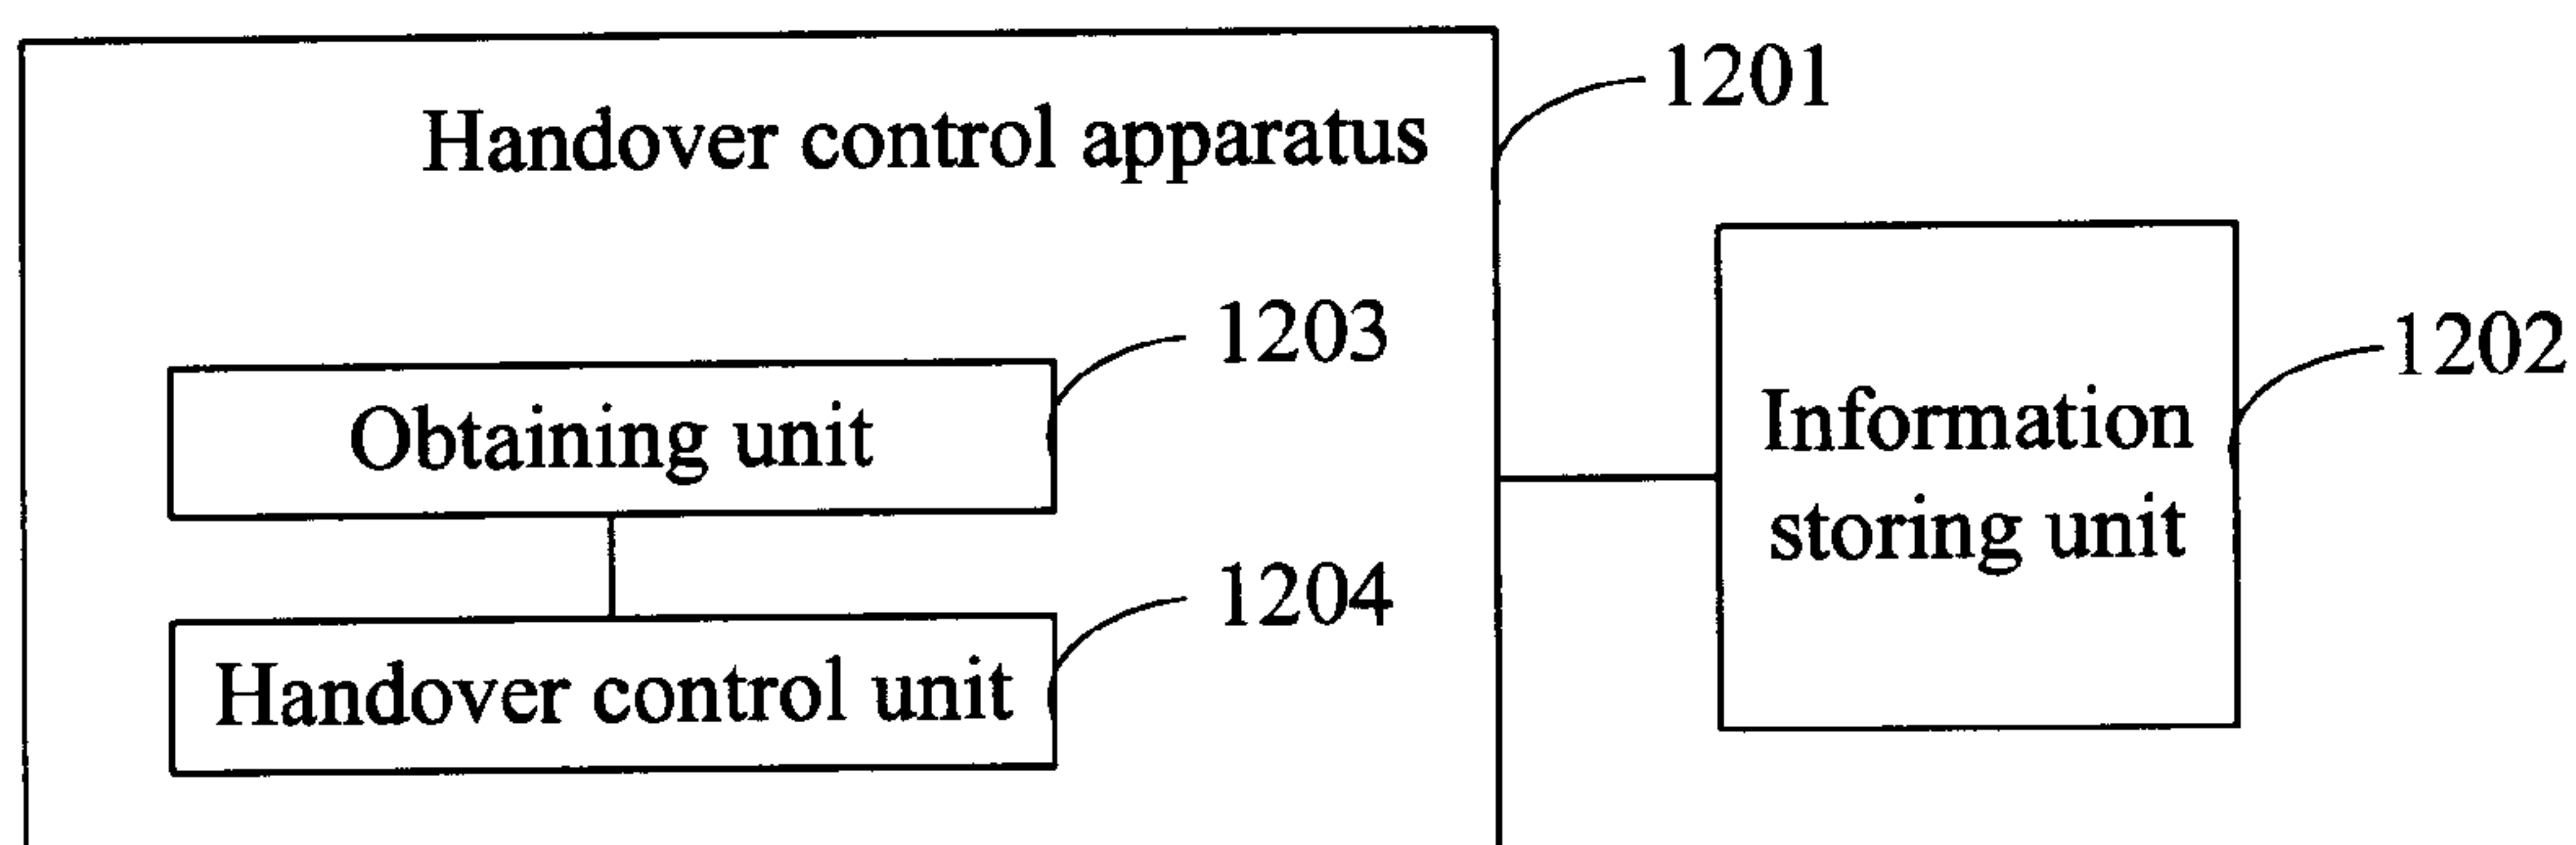 Handover control apparatus
1201
Obtaining unit
1203
Handover control unit
1204
Information
storing unit
1202